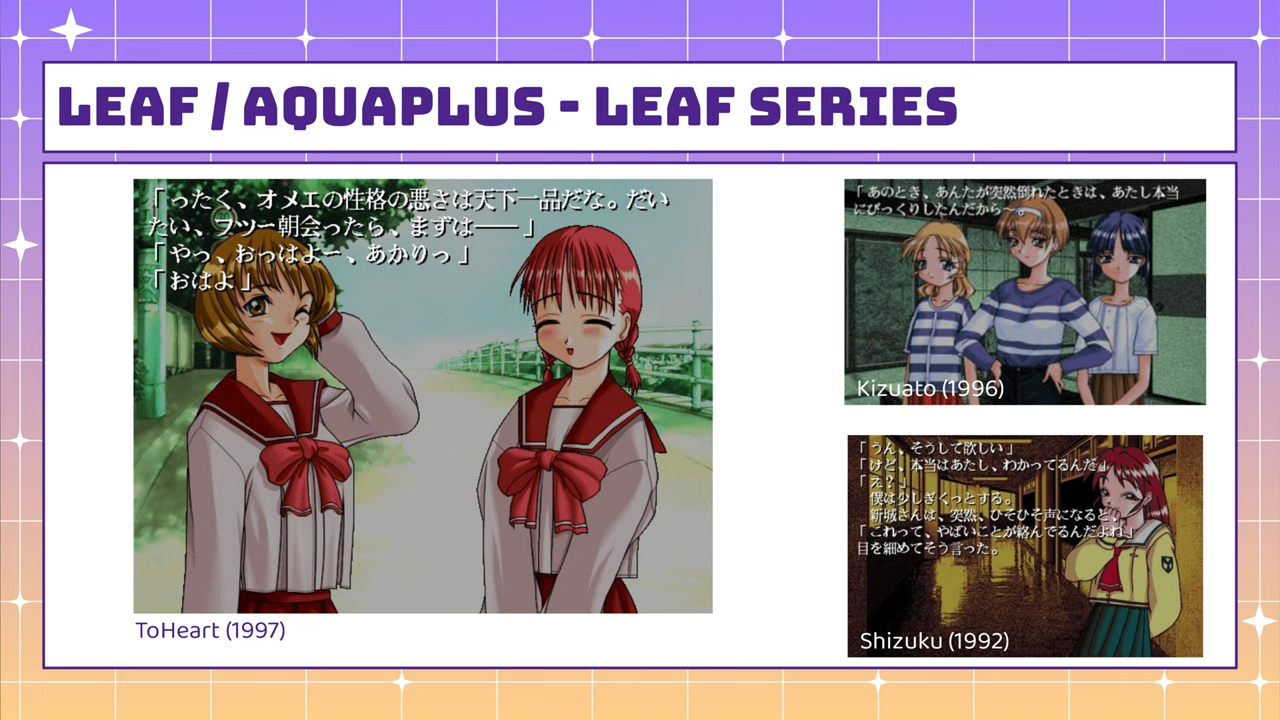 LEAF / AQUAPLUS - LEAF SERIES
「ったく、オメエの性格の悪さは天下一品だな。だい
たい、フツー朝会ったら、まずは――」
「やっ、おっはよー、あかりっ」
「おはよ」
ToHeart (1997)
「あのとき、あんたが突然倒れたときは、あたし本当
にびっくりしたんだから〜。
Kizuato (1996)
「うん、そうして欲しい」
「けど、本当はあたし、わかってるんだ」
「え?」
僕は少しぎくっとする。
新城さんは、突然、ひそひそ声になると、
「これって、やばいことが絡んでるんだよね」
目を細めてそう言った。
Shizuku (1992)